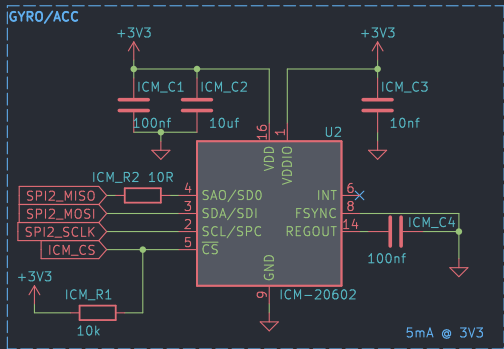 GYRO/ACC
+3V3
+3V3
ICM_C1
ICM_C2
ICM_C3
100nf
10uf
10nf
16
1
U2
VDD
VDDIO
ICM_R2 10R
SPI2_MISO
4
SAO/SD0
INT
6
SPI2_MOSI
3
SDA/SDI
FSYNC
8
SPI2_SCLK
2
SCL/SPC
REGOUT
14
ICM_C4
ICM_CS
5
CS
100nf
+3V3
GND
ICM_R1
9
ICM-20602
10k
5mA @ 3V3